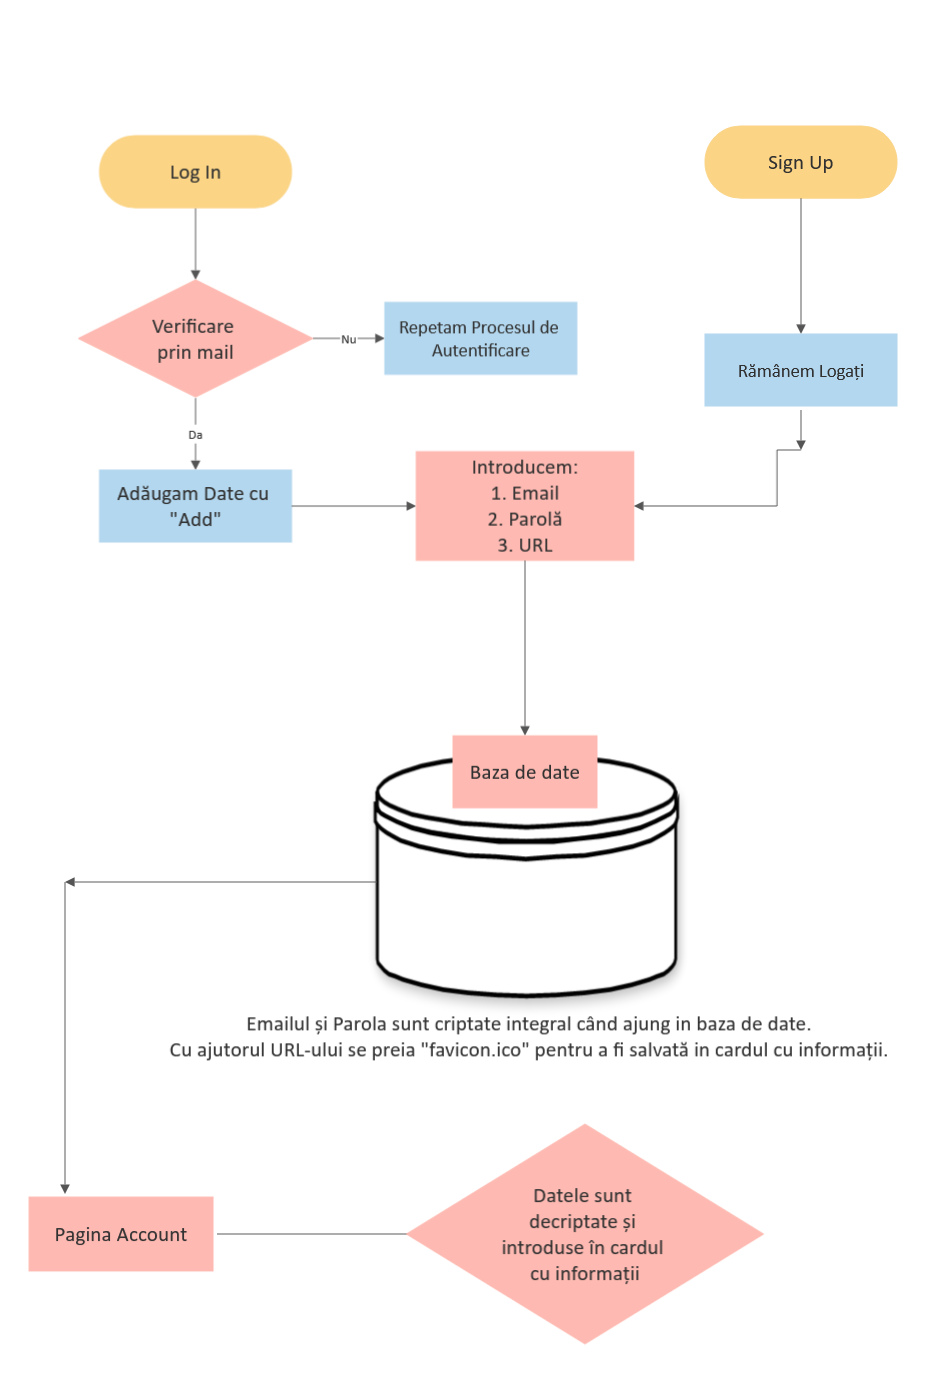 Log In
Sign Up
Verificare
prin mail
Nu
Repetam Procesul de
Autentificare
Rămânem Logați
Da
Adăugam Date cu
"Add"
Introducem:
1. Email
2. Parolă
3. URL
Baza de date
Emailul și Parola sunt criptate integral când ajung in baza de date.
Cu ajutorul URL-ului se preia "favicon.ico" pentru a fi salvată in cardul cu informații.
Pagina Account
Datele sunt
decriptate și
introduse în cardul
cu informații